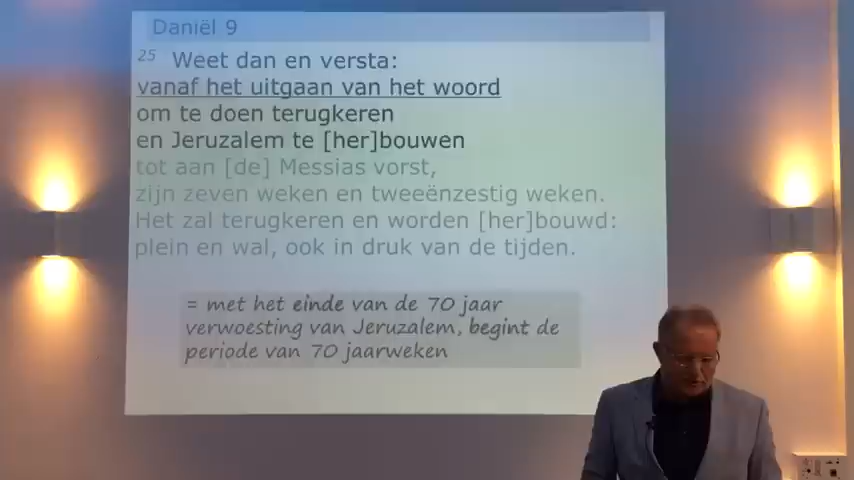 Daniël 9
25 Weet dan en versta:
vanaf het uitgaan van het woord
om te doen terugkeren
en Jeruzalem te [her]bouwen
tot aan [de] Messias vorst,
zijn zeven weken en tweeënzestig weken.
Het zal terugkeren en worden [her]bouwd:
plein en wal, ook in druk van de tijden.
= met het einde van de 70 jaar
verwoesting van Jeruzalem, begint de
periode van 70 jaarweken